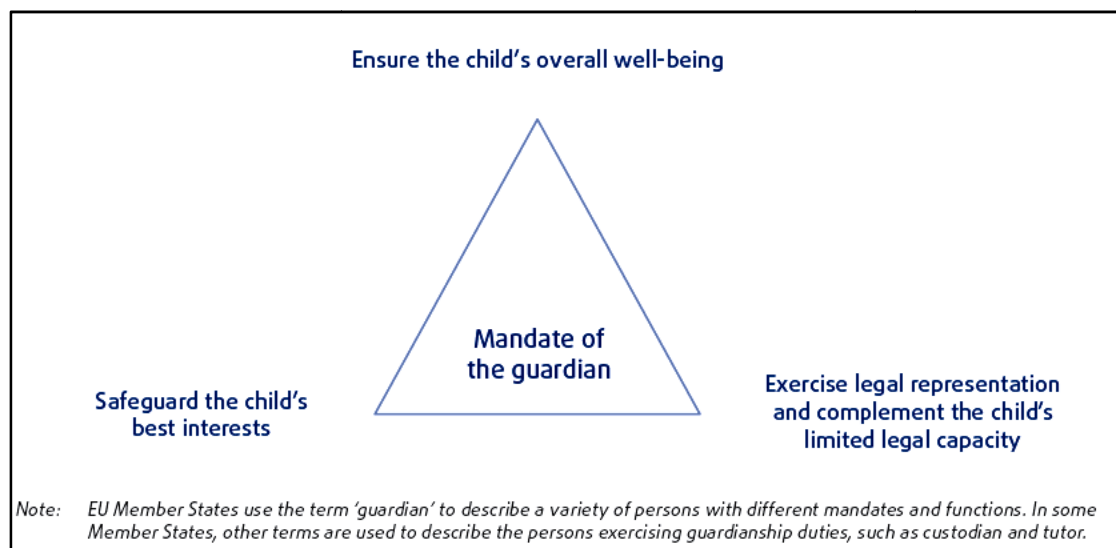 Ensure the child’s overall well-being
Mandate of
the guardian
Safeguard the child’s
best interests
Exercise legal representation
and complement the child’s
limited legal capacity
Note: EU Member States use the term ‘guardian’ to describe a variety of persons with different mandates and functions. In some
Member States, other terms are used to describe the persons exercising guardianship duties, such as custodian and tutor.